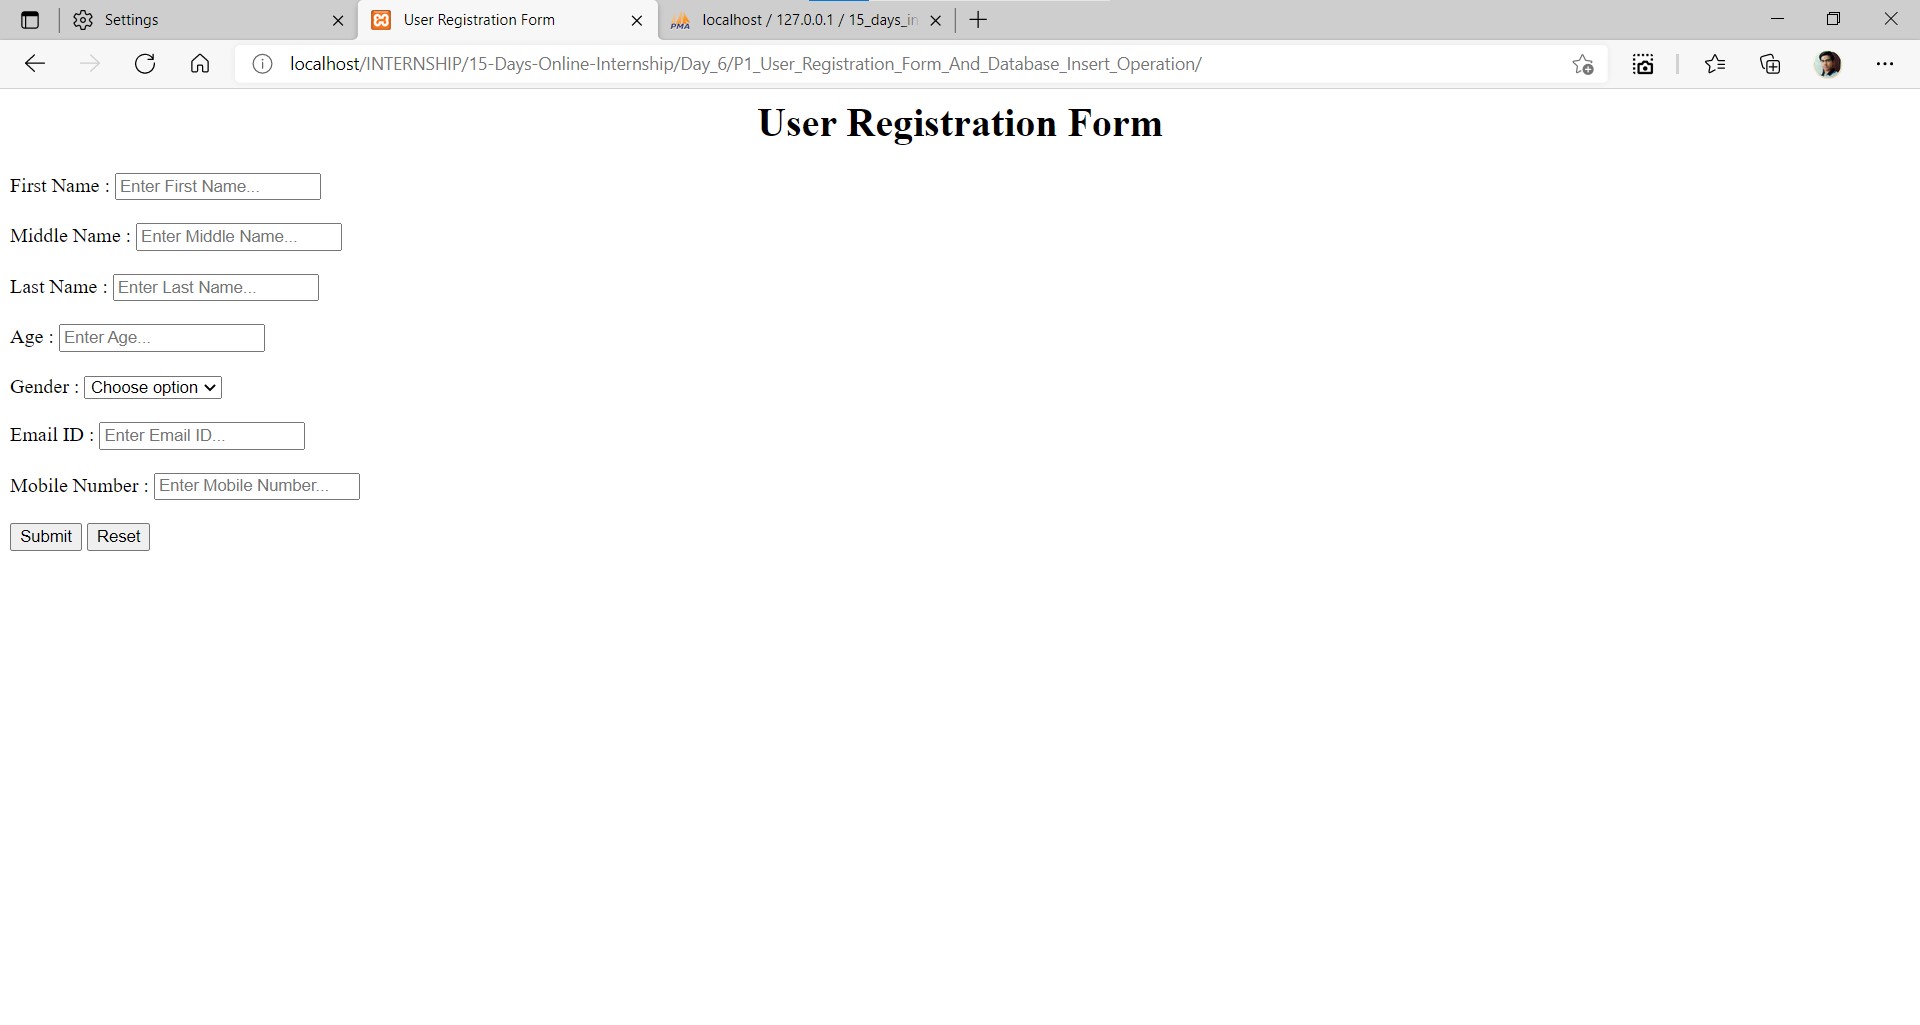 Settings
User Registration Form
PMA localhost / 127.0.0.1 / 15_days_in
localhost/INTERNSHIP/15-Days-Online-Internship/Day_6/P1_User_Registration_Form_And_Database_Insert_Operation/
User Registration Form
First Name : Enter First Name...
Middle Name : Enter Middle Name...
Last Name : Enter Last Name...
Age : Enter Age...
Gender : Choose option
Email ID : Enter Email ID...
Mobile Number : Enter Mobile Number...
Submit Reset